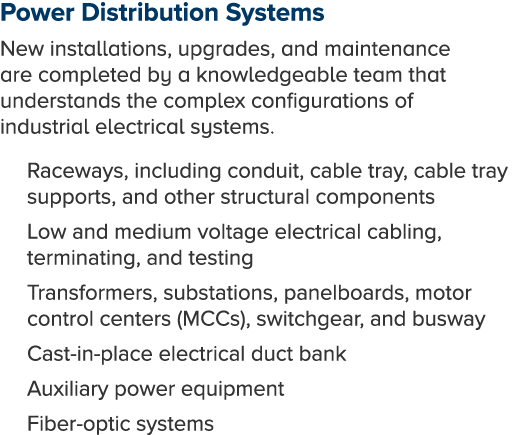 Power Distribution Systems
New installations, upgrades, and maintenance
are completed by a knowledgeable team that
understands the complex configurations of
industrial electrical systems.
Raceways, including conduit, cable tray, cable tray
supports, and other structural components
Low and medium voltage electrical cabling,
terminating, and testing
Transformers, substations, panelboards, motor
control centers (MCCs), switchgear, and busway
Cast-in-place electrical duct bank
Auxiliary power equipment
Fiber-optic systems